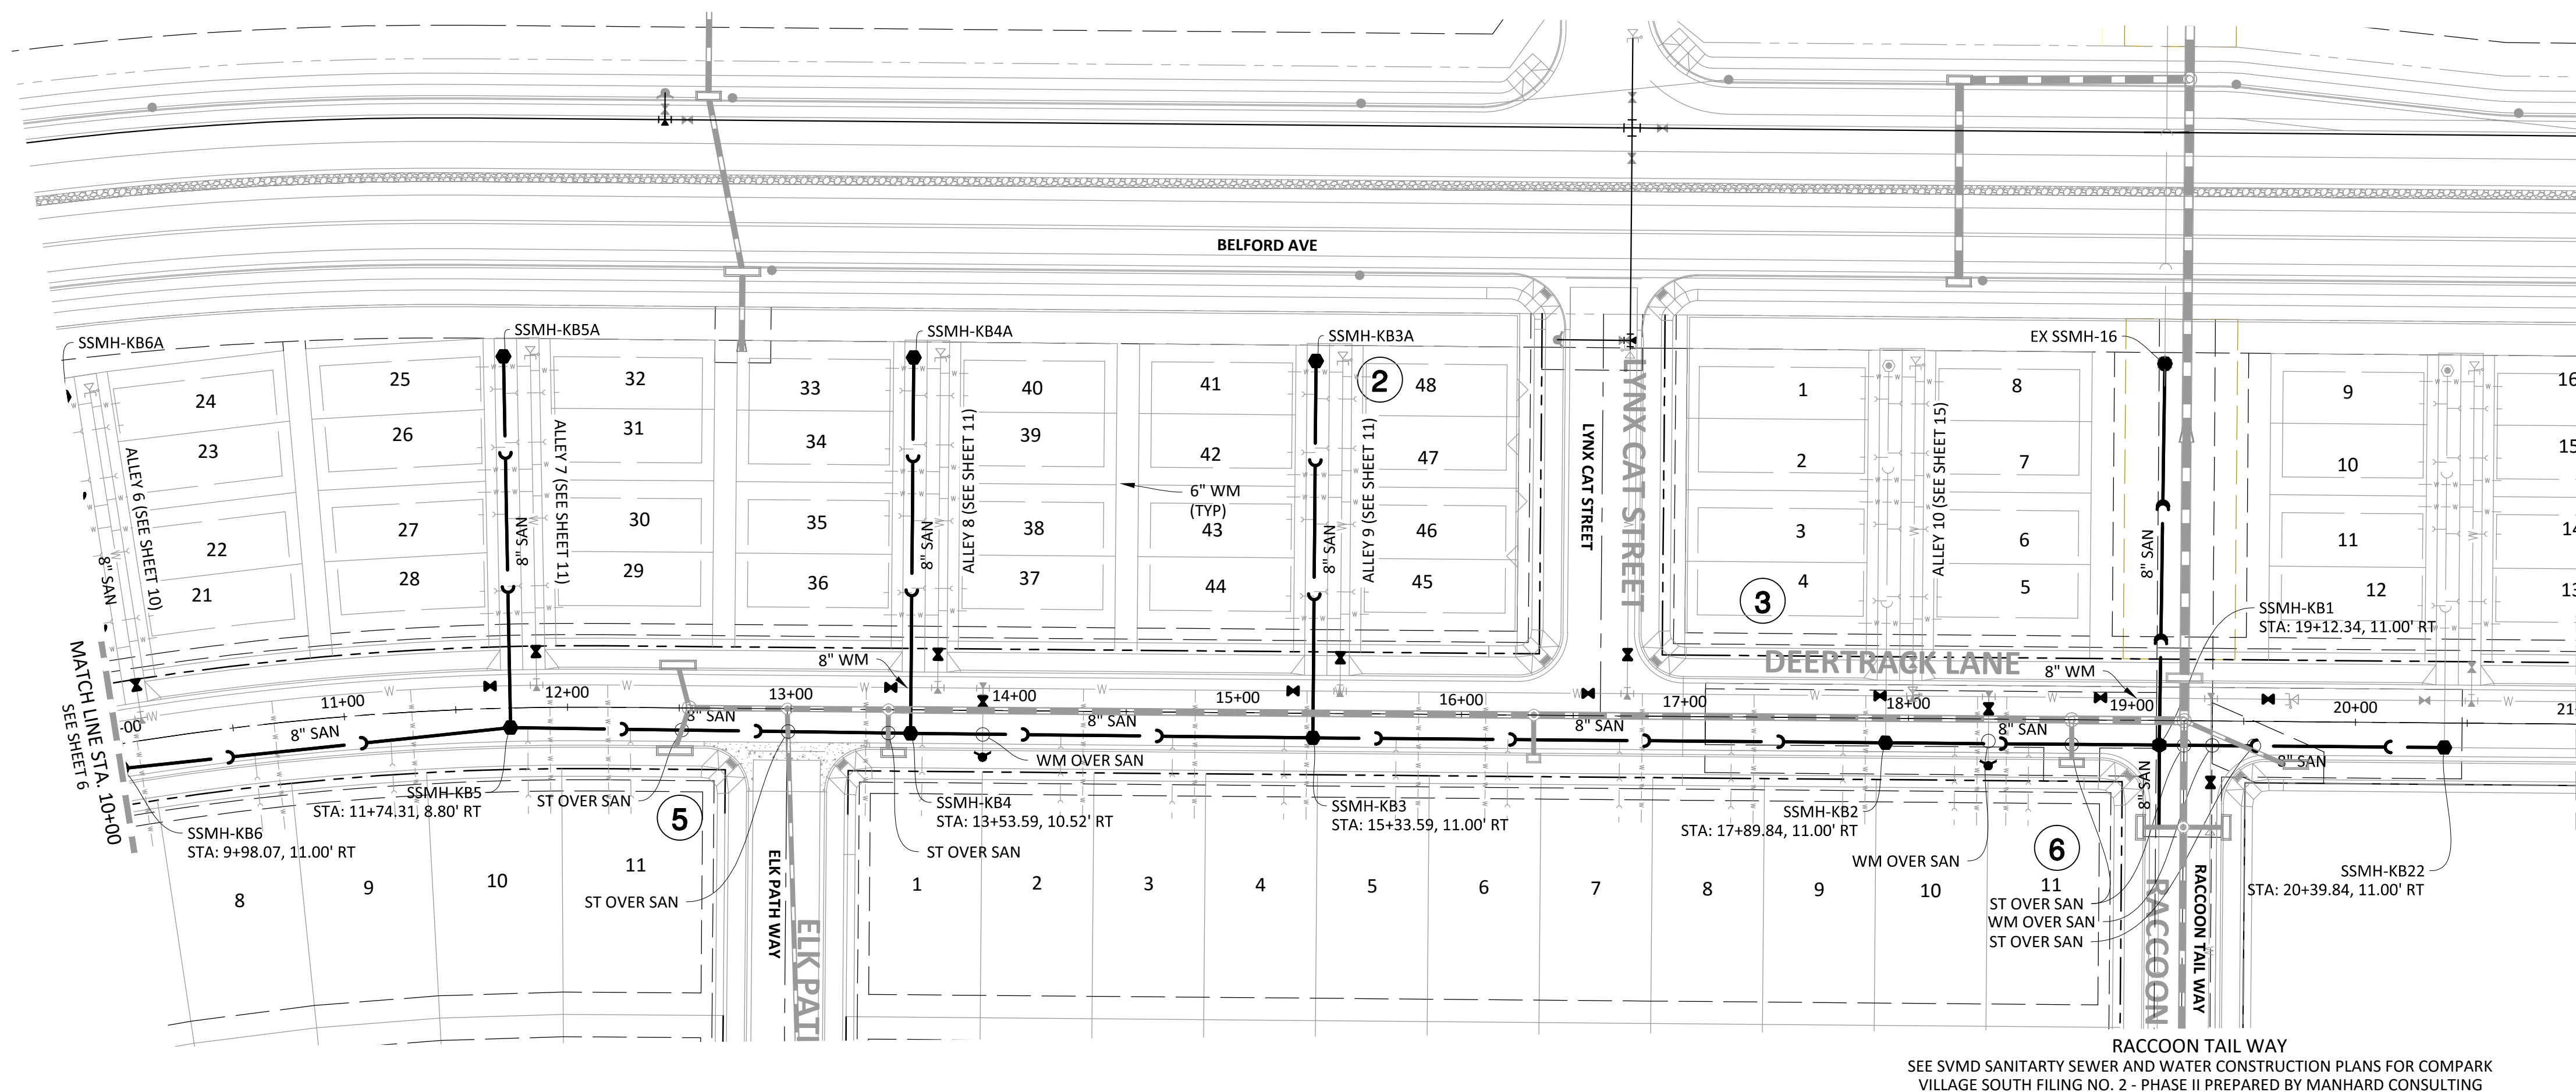 BELFORD AVE
SSMH-KB6A
SSMH-KB5A
SSMH-KB4A
SSMH-KB3A
EX SSMH-16
24
23
22
21
ALLEY 6 (SEE SHEET 10)
8" SAN
25
26
27
28
8" SAN
ALLEY 7 (SEE SHEET 11)
32
31
30
29
33
34
35
36
8" SAN
ALLEY 8 (SEE SHEET 11)
40
39
38
37
6" WM
(TYP)
41
42
43
44
8" SAN
ALLEY 9 (SEE SHEET 11)
2
48
47
46
45
LYNX CAT STREET
LYNX CAT STREET
1
2
3
4
3
ALLEY 10 (SEE SHEET 15)
8
7
6
5
8" SAN
9
10
11
12
16
15
14
13
SSMH-KB1
STA: 19+12.34, 11.00' RT
DEERTRACK LANE
8" WM
8" WM
MATCH LINE STA. 10+00
SEE SHEET 6
-00
11+00
12+00
13+00
14+00
15+00
16+00
17+00
18+00
19+00
20+00
21
8" SAN
8" SAN
8" SAN
8" SAN
8" SAN
8" SAN
8" SAN
WM OVER SAN
SSMH-KB6
STA: 9+98.07, 11.00' RT
SSMH-KB5
STA: 11+74.31, 8.80' RT
ST OVER SAN
5
ST OVER SAN
SSMH-KB4
STA: 13+53.59, 10.52' RT
ST OVER SAN
SSMH-KB3
STA: 15+33.59, 11.00' RT
SSMH-KB2
STA: 17+89.84, 11.00' RT
WM OVER SAN
6
ST OVER SAN
WM OVER SAN
ST OVER SAN
SSMH-KB22
STA: 20+39.84, 11.00' RT
8
9
10
11
ELK PATH WAY
ELK PAT
1
2
3
4
5
6
7
8
9
10
11
RACCOON
RACCOON TAIL WAY
RACCOON TAIL WAY
SEE SVMD SANITARTY SEWER AND WATER CONSTRUCTION PLANS FOR COMPARK
VILLAGE SOUTH FILING NO. 2 - PHASE II PREPARED BY MANHARD CONSULTING